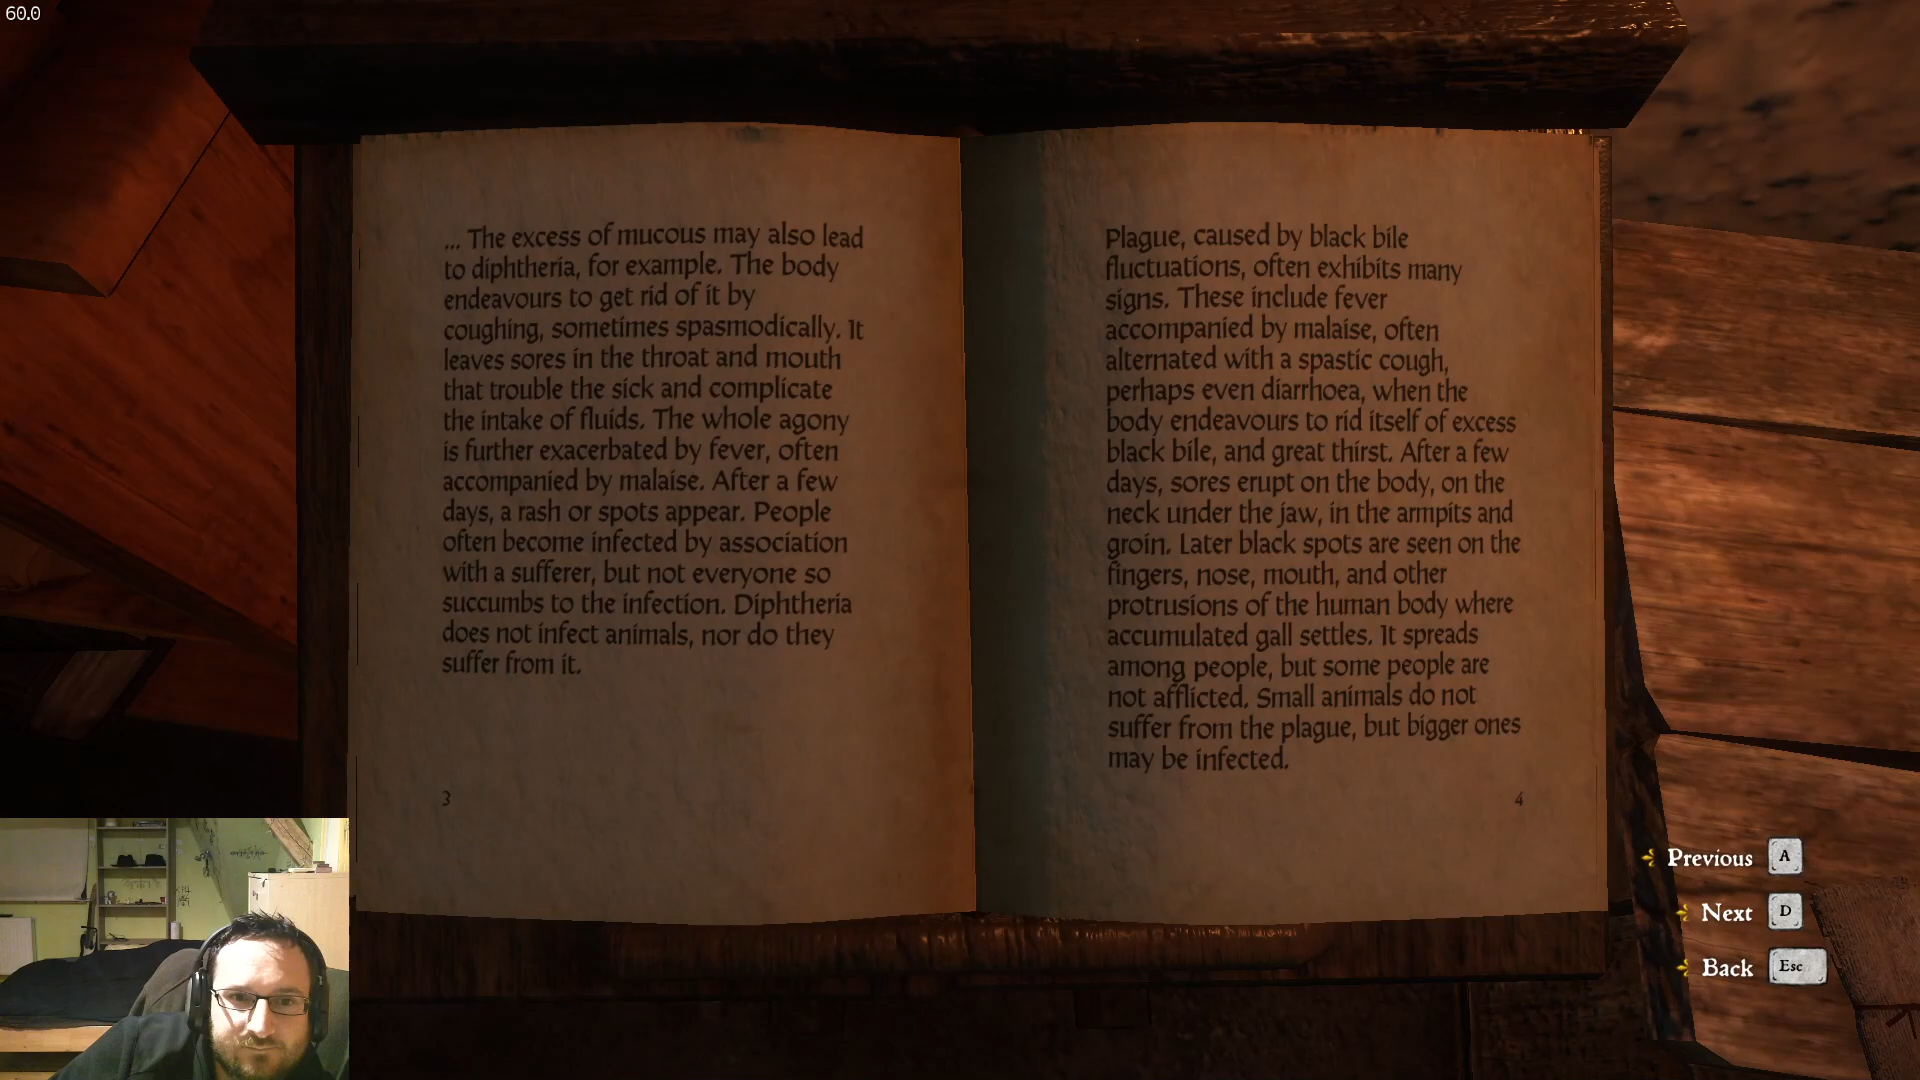 60.0
... The excess of mucous may also lead
to diphtheria, for example. The body
endeavours to get rid of it by
coughing, sometimes spasmodically. It
leaves sores in the throat and mouth
that trouble the sick and complicate
the intake of fluids. The whole agony
is further exacerbated by fever, often
accompanied by malaise. After a few
days, a rash or spots appear. People
often become infected by association
with a sufferer, but not everyone so
succumbs to the infection. Diphtheria
does not infect animals, nor do they
suffer from it.
3
Plague, caused by black bile
fluctuations, often exhibits many
signs. These include fever
accompanied by malaise, often
alternated with a spastic cough,
perhaps even diarrhoea, when the
body endeavours to rid itself of excess
black bile, and great thirst. After a few
days, sores erupt on the body, on the
neck under the jaw, in the armpits and
groin. Later black spots are seen on the
fingers, nose, mouth, and other
protrusions of the human body where
accumulated gall settles. It spreads
among people, but some people are
not afflicted. Small animals do not
suffer from the plague, but bigger ones
may be infected.
4
Previous A
Next D
Back Esc